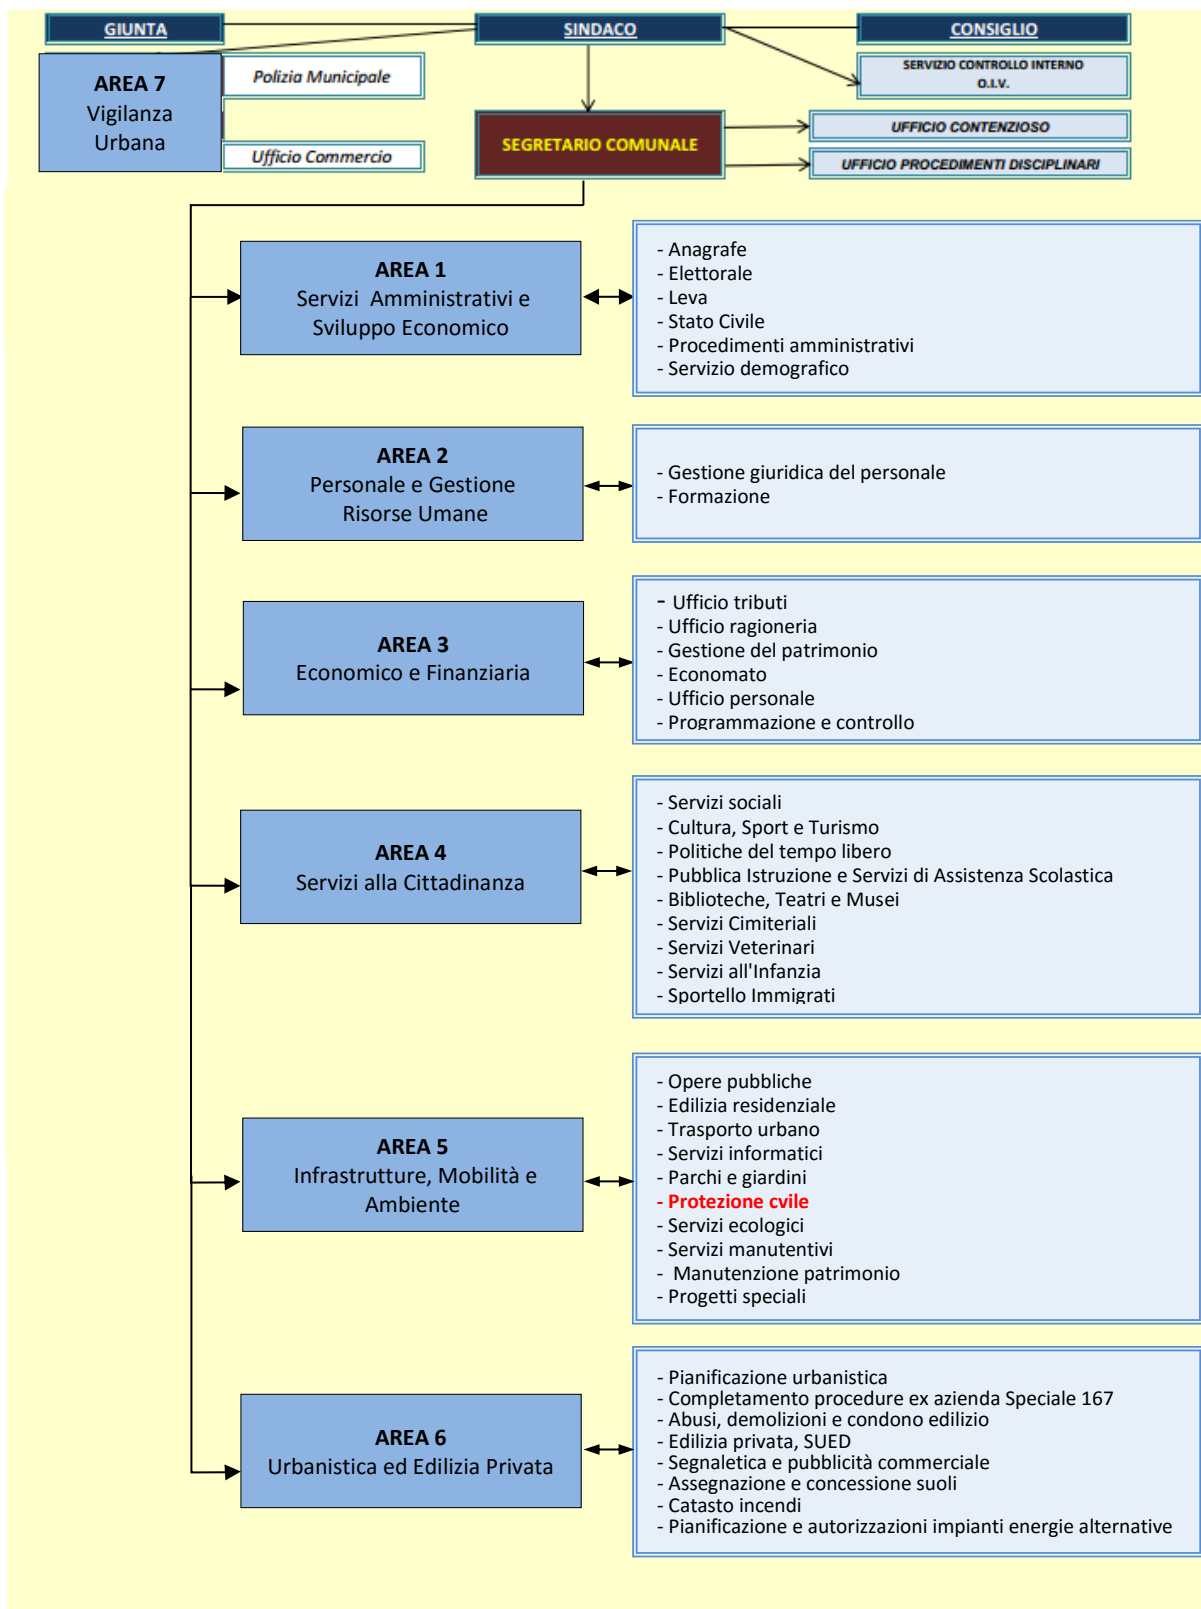 GIUNTA
SINDACO
CONSIGLIO
AREA 7
Vigilanza
Urbana
Polizia Municipale
Ufficio Commercio
SERVIZIO CONTROLLO INTERNO
O.I.V.
SEGRETARIO COMUNALE
UFFICIO CONTENZIOSO
UFFICIO PROCEDIMENTI DISCIPLINARI
AREA 1
Servizi Amministrativi e
Sviluppo Economico
- Anagrafe
- Elettorale
- Leva
- Stato Civile
- Procedimenti amministrativi
- Servizio demografico
AREA 2
Personale e Gestione
Risorse Umane
- Gestione giuridica del personale
- Formazione
AREA 3
Economico e Finanziaria
- Ufficio tributi
- Ufficio ragioneria
- Gestione del patrimonio
- Economato
- Ufficio personale
- Programmazione e controllo
AREA 4
Servizi alla Cittadinanza
- Servizi sociali
- Cultura, Sport e Turismo
- Politiche del tempo libero
- Pubblica Istruzione e Servizi di Assistenza Scolastica
- Biblioteche, Teatri e Musei
- Servizi Cimiteriali
- Servizi Veterinari
- Servizi all'Infanzia
- Sportello Immigrati
AREA 5
Infrastrutture, Mobilità e
Ambiente
- Opere pubbliche
- Edilizia residenziale
- Trasporto urbano
- Servizi informatici
- Parchi e giardini
- Protezione cvile
- Servizi ecologici
- Servizi manutentivi
- Manutenzione patrimonio
- Progetti speciali
AREA 6
Urbanistica ed Edilizia Privata
- Pianificazione urbanistica
- Completamento procedure ex azienda Speciale 167
- Abusi, demolizioni e condono edilizio
- Edilizia privata, SUED
- Segnaletica e pubblicità commerciale
- Assegnazione e concessione suoli
- Catasto incendi
- Pianificazione e autorizzazioni impianti energie alternative